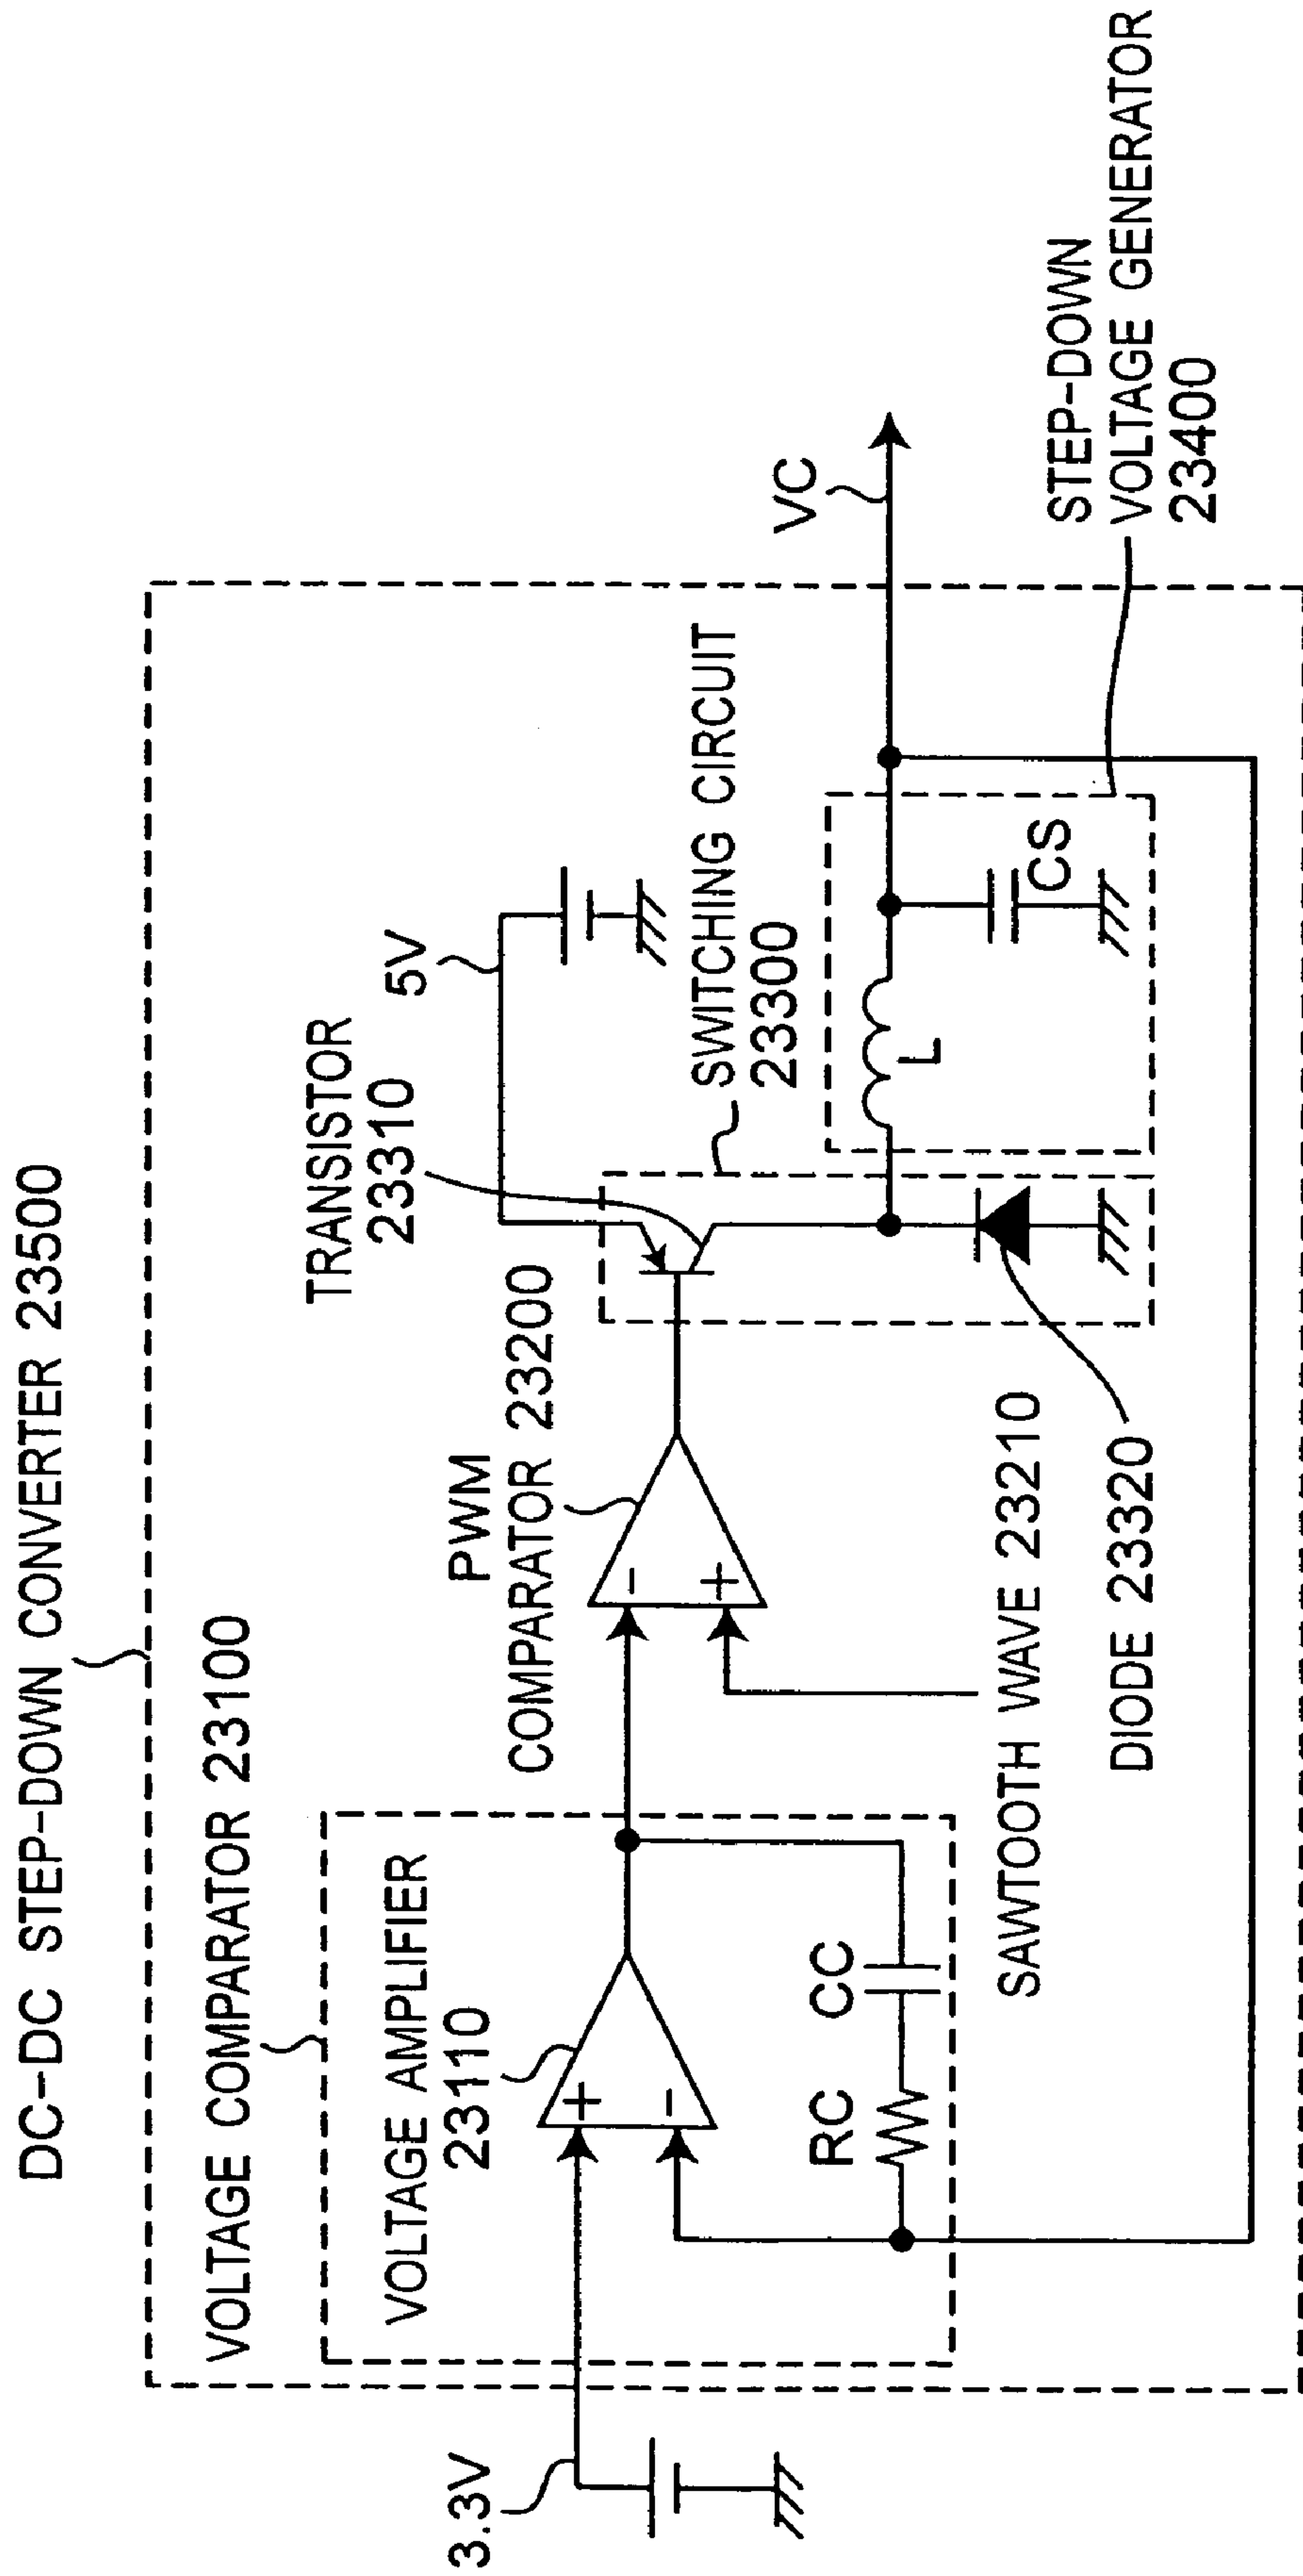 DC-DC STEP-DOWN CONVERTER 23500
VOLTAGE COMPARATOR 23100
TRANSISTOR
23310
5V
VOLTAGE AMPLIFIER
23110
PWM
COMPARATOR 23200
3.3V
+
-
-
+
SWITCHING CIRCUIT
23300
VC
RC
CC
L
CS
SAWTOOTH WAVE 23210
DIODE 23320
STEP-DOWN
VOLTAGE GENERATOR
23400